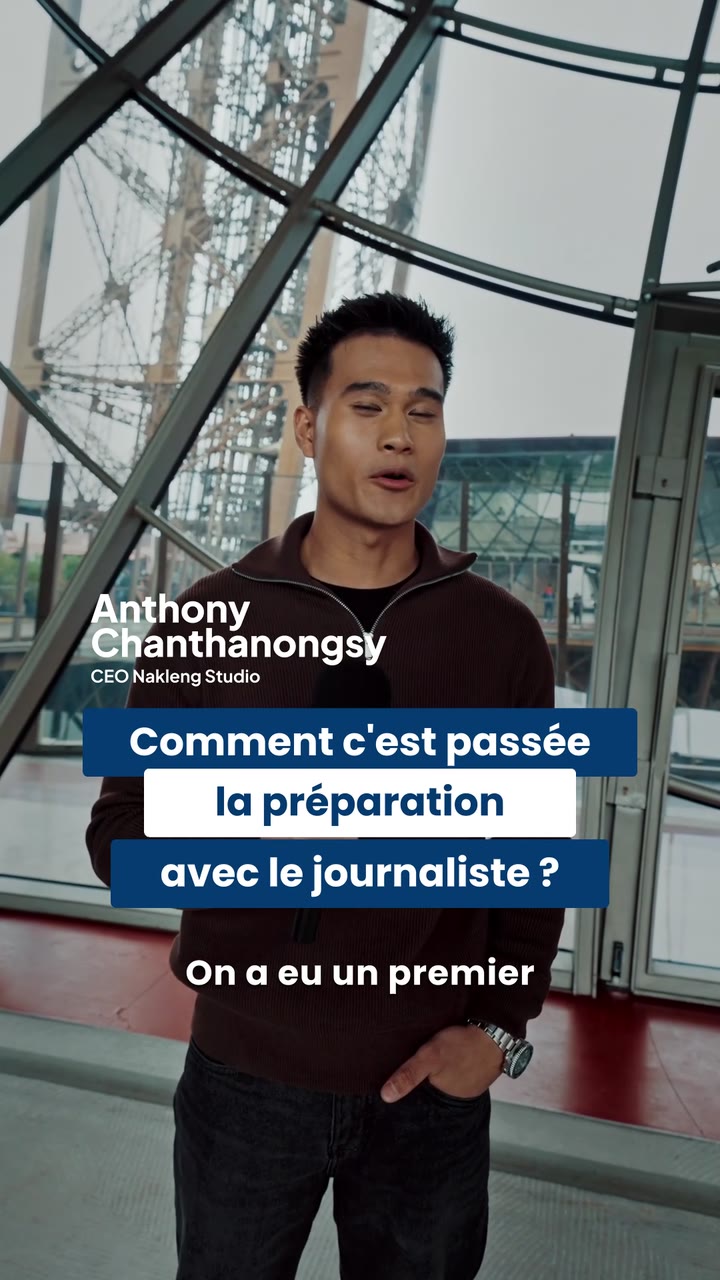 Anthony
Chanthanongsy
CEO Nakleng Studio
Comment c'est passée
la préparation
avec le journaliste ?
On a eu un premier